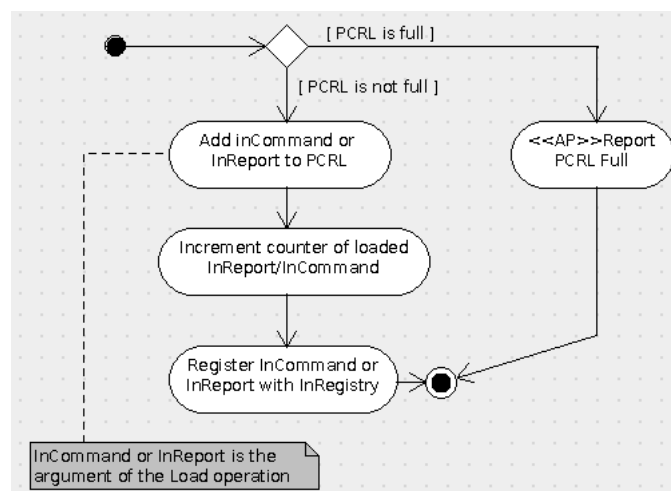 [ PCRL is full ]
[ PCRL is not full ]
Add inCommand or
InReport to PCRL
<<AP>>Report
PCRL Full
Increment counter of loaded
InReport/InCommand
Register InCommand or
InReport with InRegistry
InCommand or InReport is the
argument of the Load operation